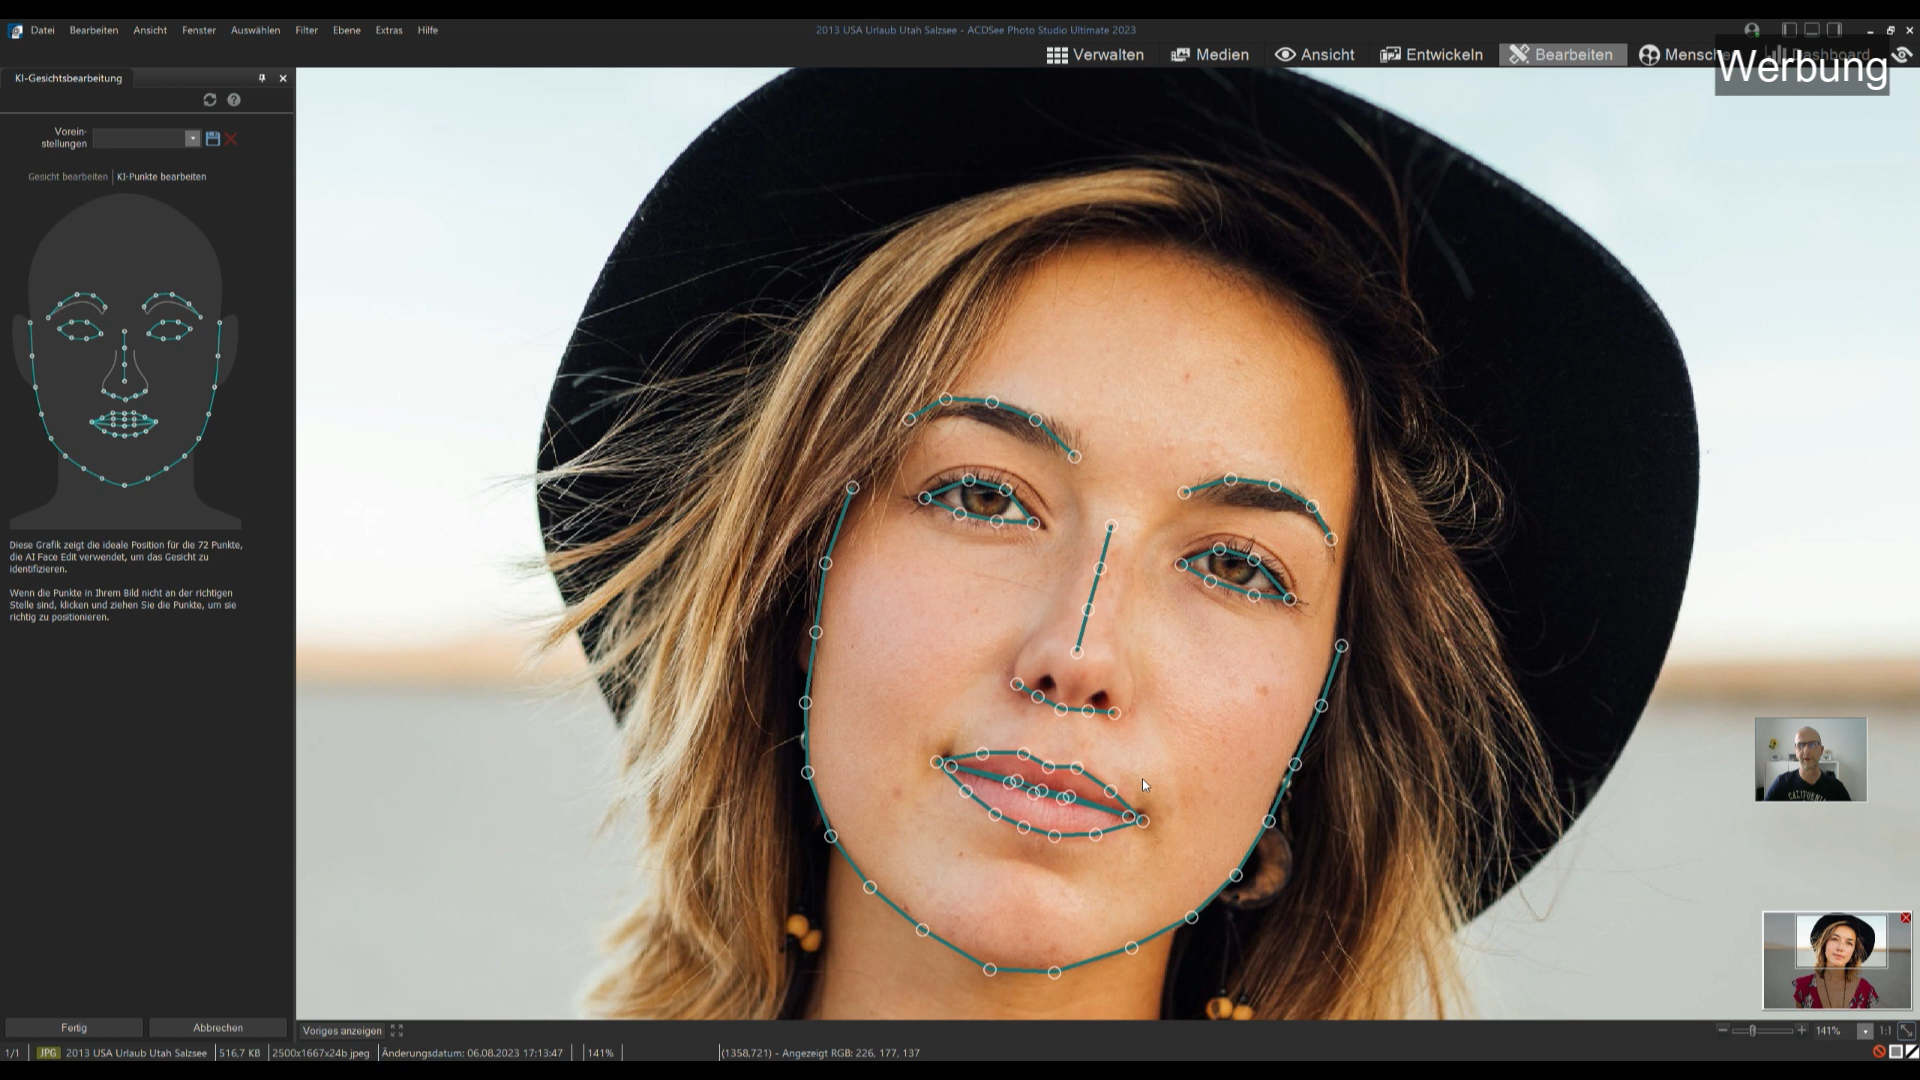 Datei Bearbeiten Ansicht Fenster Auswählen Filter Ebene Extras Hilfe
2013 USA Urlaub Utah Salzsee - ACDSee Photo Studio Ultimate 2023
Verwalten Medien Ansicht Entwickeln Bearbeiten Mensche Dashboard
Werbung
KI-Gesichtsbearbeitung
Vorein-
stellungen
Gesicht bearbeiten KI-Punkte bearbeiten
Diese Grafik zeigt die ideale Position für die 72 Punkte,
die AI Face Edit verwendet, um das Gesicht zu
identifizieren.
Wenn die Punkte in Ihrem Bild nicht an der richtigen
Stelle sind, klicken und ziehen Sie die Punkte, um sie
richtig zu positionieren.
CALIFORNIA
Fertig Abbrechen
Voriges anzeigen
141% 1:1
1/1 JPG 2013 USA Urlaub Utah Salzsee 516,7 KB 2500x1667x24b jpeg Änderungsdatum: 06.08.2023 17:13:47 141% (1358,721) - Angezeigt RGB: 226, 177, 137